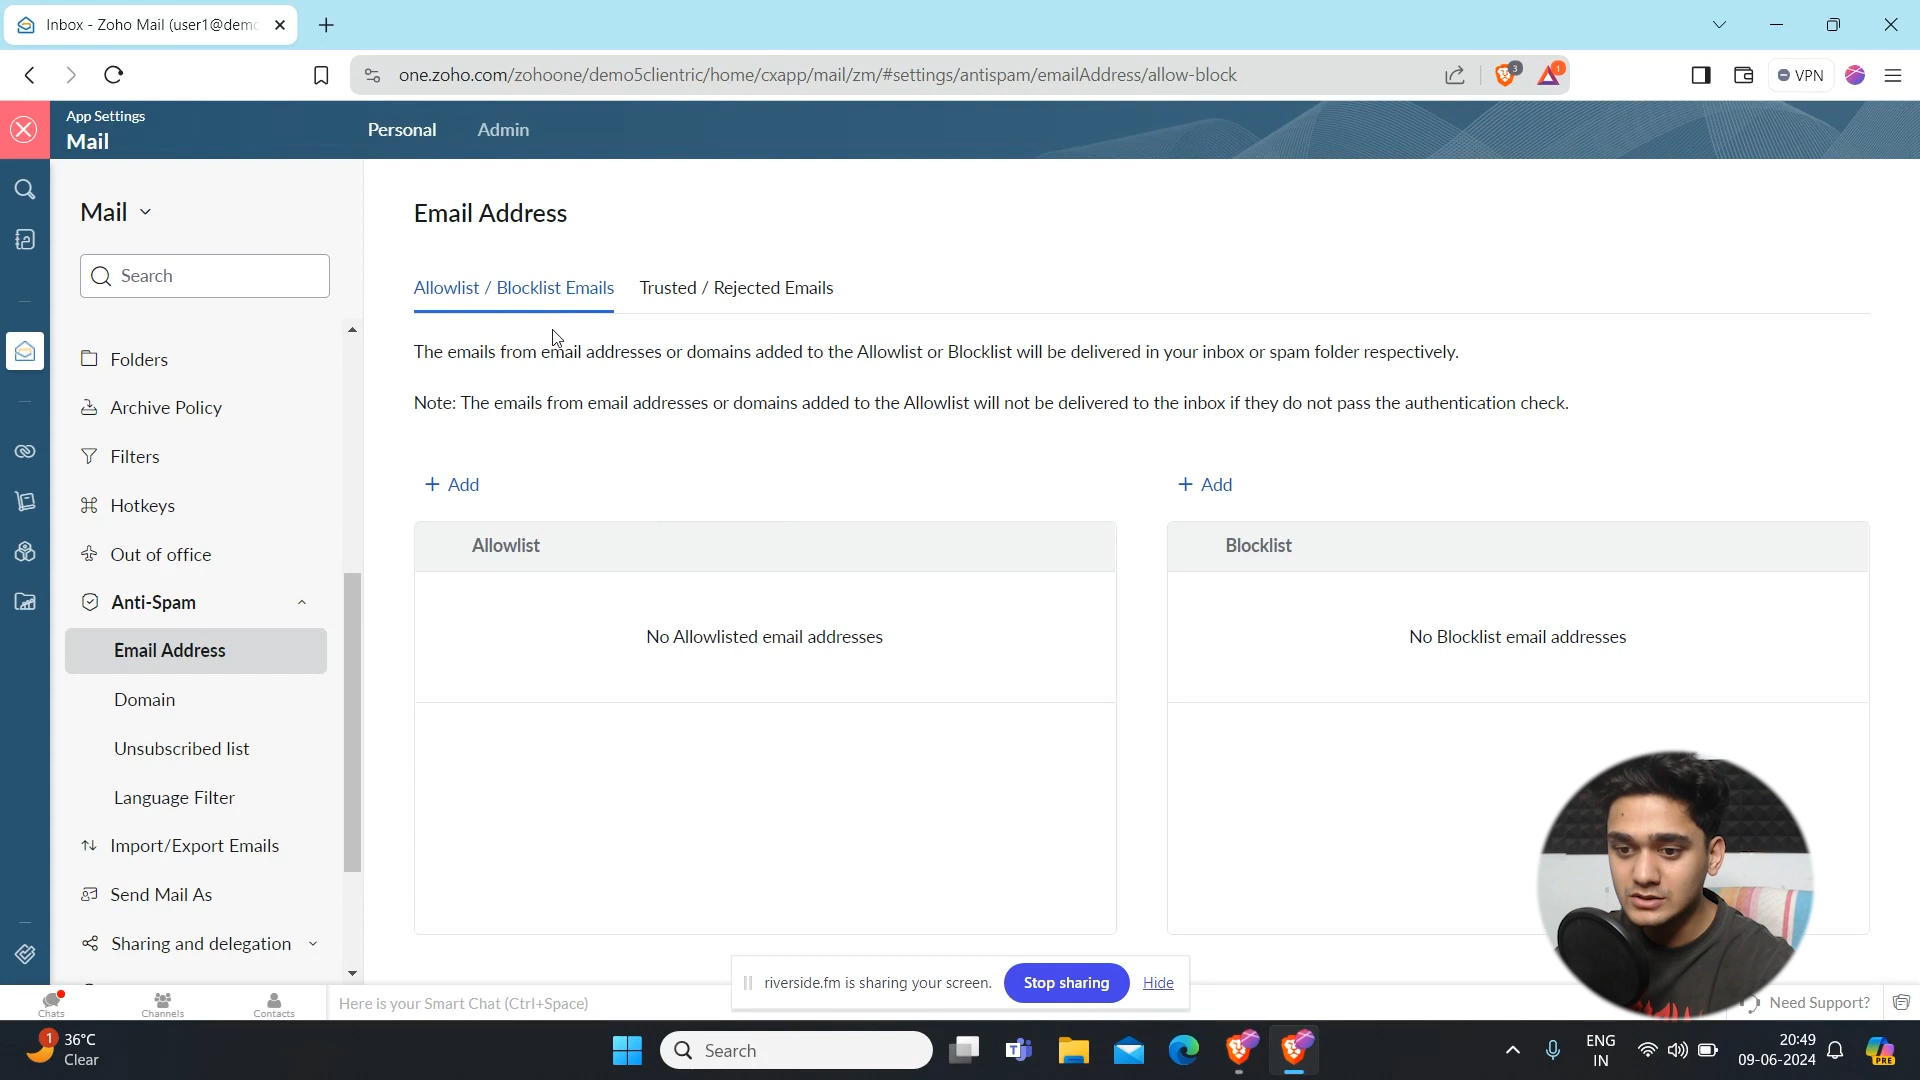 Inbox - Zoho Mail (user1@demo
one.zoho.com/zohoone/demo5clientric/home/cxapp/mail/zm/#settings/antispam/emailAddress/allow-block
3
1
VPN
App Settings
Mail
Personal
Admin
Mail
Search
Folders
Archive Policy
Filters
Hotkeys
Out of office
Anti-Spam
Email Address
Domain
Unsubscribed list
Language Filter
Import/Export Emails
Send Mail As
Sharing and delegation
Email Address
Allowlist / Blocklist Emails
Trusted / Rejected Emails
The emails from email addresses or domains added to the Allowlist or Blocklist will be delivered in your inbox or spam folder respectively.
Note: The emails from email addresses or domains added to the Allowlist will not be delivered to the inbox if they do not pass the authentication check.
+ Add
+ Add
Allowlist
Blocklist
No Allowlisted email addresses
No Blocklist email addresses
riverside.fm is sharing your screen.
Stop sharing
Hide
Chats
Channels
Contacts
Here is your Smart Chat (Ctrl+Space)
Need Support?
1
36°C
Clear
Search
ENG
IN
20:49
09-06-2024
PRE